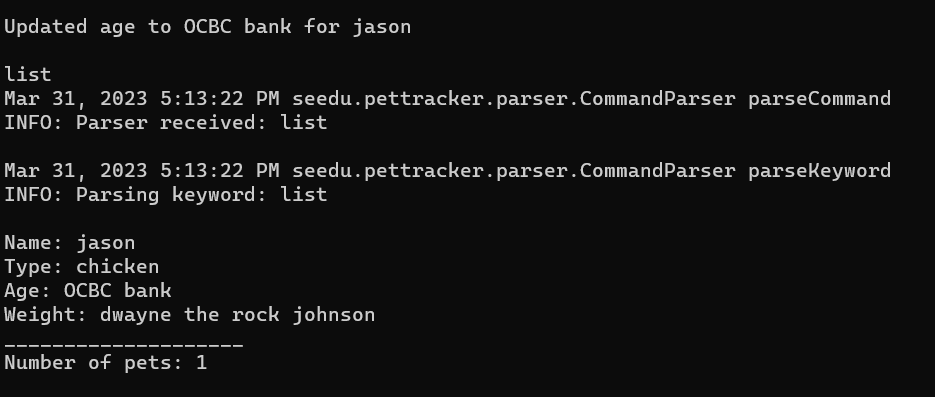 Updated age to OCBC bank for jason
list
Mar 31, 2023 5:13:22 PM seedu.pettracker.parser.CommandParser parseCommand
INFO: Parser received: list
Mar 31, 2023 5:13:22 PM seedu.pettracker.parser.CommandParser parseKeyword
INFO: Parsing keyword: list
Name: jason
Type: chicken
Age: OCBC bank
Weight: dwayne the rock johnson
____________________
Number of pets: 1